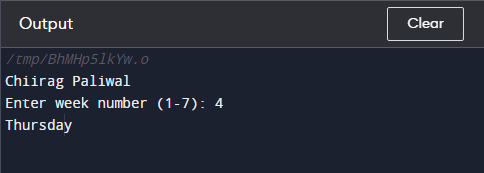 Output
Clear
/tmp/BhMHp5lkYw.o
Chiirag Paliwal
Enter week number (1-7): 4
Thursday